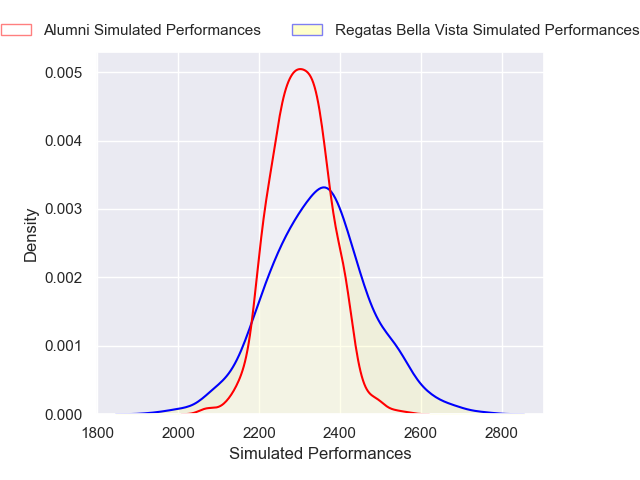 Alumni Simulated Performances Regatas Bella Vista Simulated Performances
0.005
0.004
0.003
0.002
0.001
0.000
Density
1800 2000 2200 2400 2600 2800
Simulated Performances